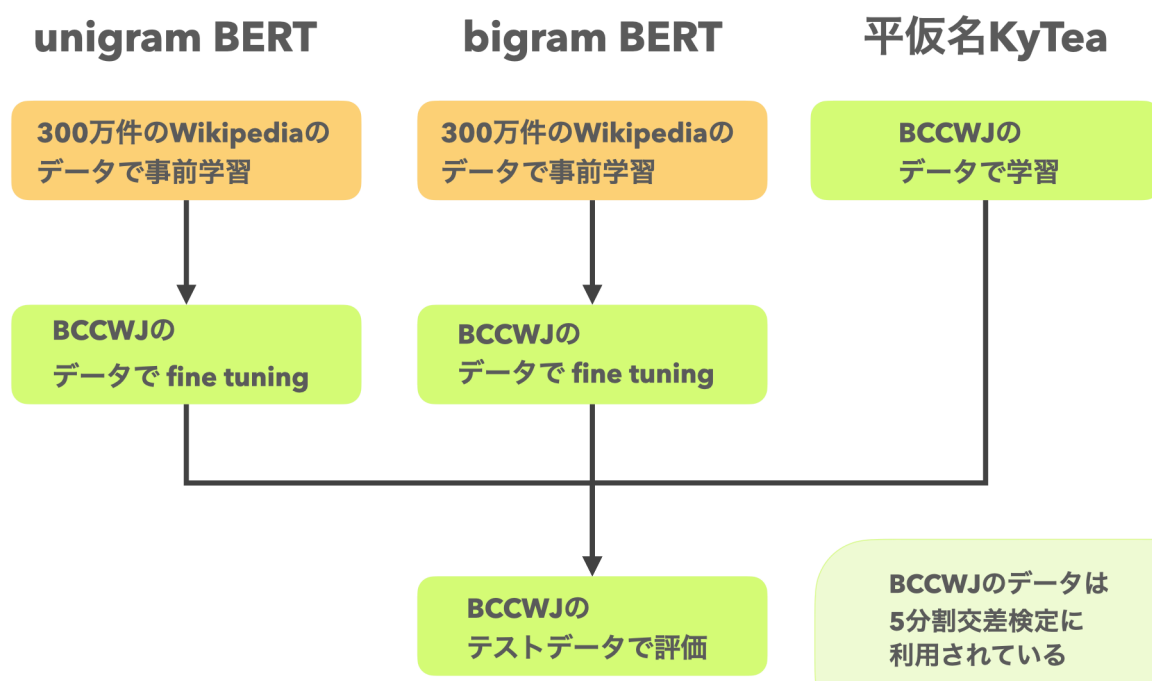 unigram BERT
bigram BERT
平仮名KyTea
300万件のWikipediaの
データで事前学習
300万件のWikipediaの
データで事前学習
BCCWJの
データで学習
BCCWJの
データで fine tuning
BCCWJの
データで fine tuning
BCCWJの
テストデータで評価
BCCWJのデータは
5分割交差検定に
利用されている